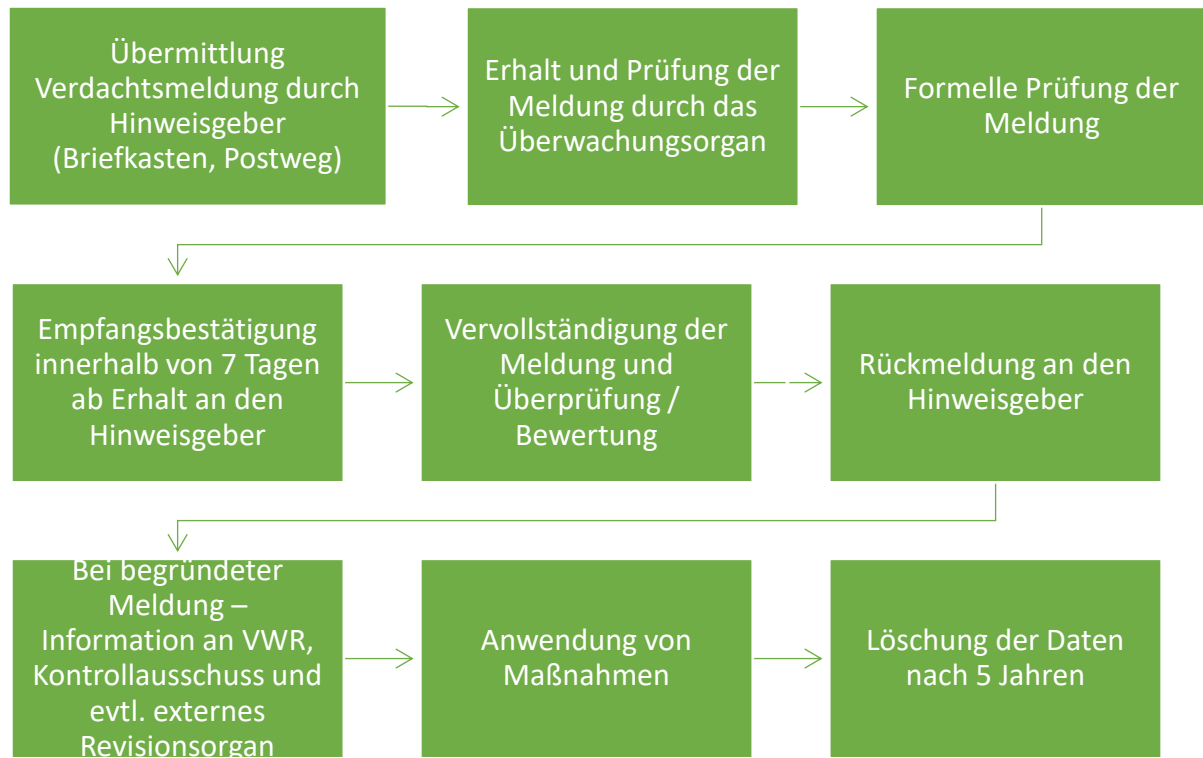 Übermittlung
Verdachtsmeldung durch
Hinweisgeber
(Briefkasten, Postweg)
Erhalt und Prüfung der
Meldung durch das
Überwachungsorgan
Formelle Prüfung der
Meldung
Empfangsbestätigung
innerhalb von 7 Tagen
ab Erhalt an den
Hinweisgeber
Vervollständigung der
Meldung und
Überprüfung /
Bewertung
Rückmeldung an den
Hinweisgeber
Bei begründeter
Meldung –
Information an VWR,
Kontrollausschuss und
evtl. externes
Revisionsorgan
Anwendung von
Maßnahmen
Löschung der Daten
nach 5 Jahren